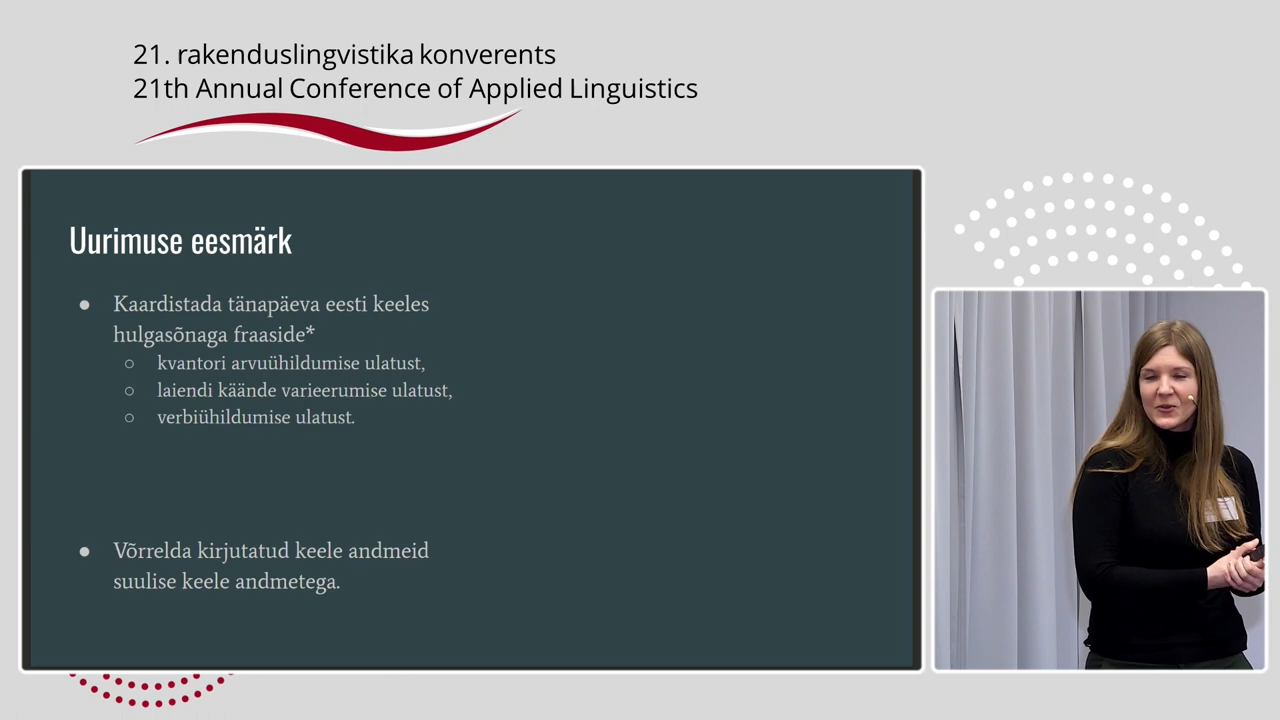 21. rakenduslingvistika konverents
21th Annual Conference of Applied Linguistics
Uurimuse eesmärk
● Kaardistada tänapäeva eesti keeles
hulgasõnaga fraaside*
○ kvantori arvuühildumise ulatust,
○ laiendi käände varieerumise ulatust,
○ verbiühildumise ulatust.
● Võrrelda kirjutatud keele andmeid
suulise keele andmetega.